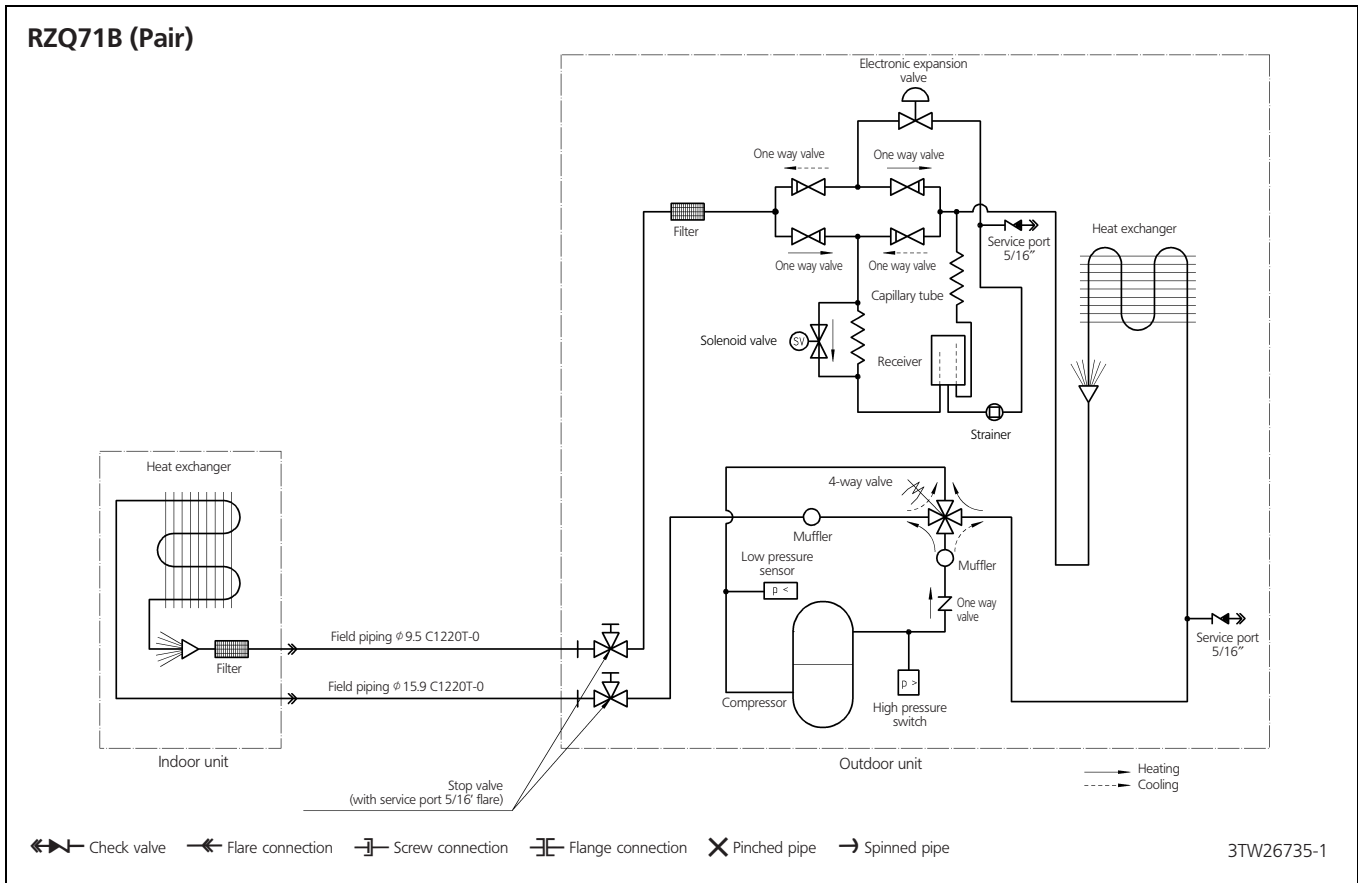 RZQ71B (Pair)
Electronic expansion
valve
One way valve
One way valve
Filter
One way valve
One way valve
Service port
5/16″
Heat exchanger
Capillary tube
Solenoid valve
SV
Receiver
Strainer
Heat exchanger
4-way valve
Muffler
Low pressure
sensor
p <
Muffler
One way
valve
Field piping φ 9.5 C1220T-0
Filter
Service port
5/16″
Field piping φ 15.9 C1220T-0
Compressor
p >
High pressure
switch
Indoor unit
Outdoor unit
Stop valve
(with service port 5/16' flare)
Heating
Cooling
Check valve
Flare connection
Screw connection
Flange connection
Pinched pipe
Spinned pipe
3TW26735-1